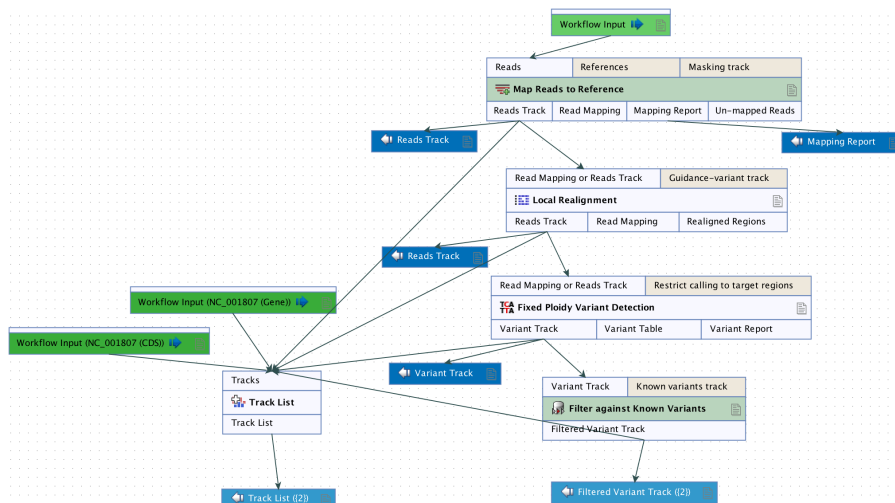 Workflow Input
Reads References Masking track
Map Reads to Reference
Reads Track Read Mapping Mapping Report Un-mapped Reads
Reads Track
Mapping Report
Read Mapping or Reads Track Guidance-variant track
Local Realignment
Reads Track Read Mapping Realigned Regions
Reads Track
Read Mapping or Reads Track Restrict calling to target regions
Workflow Input (NC_001807 (Gene))
TCA
TTA
Fixed Ploidy Variant Detection
Variant Track Variant Table Variant Report
Workflow Input (NC_001807 (CDS))
Variant Track
Tracks
Variant Track Known variants track
Track List
Filter against Known Variants
Track List
Filtered Variant Track
Track List ([2])
Filtered Variant Track ([2])